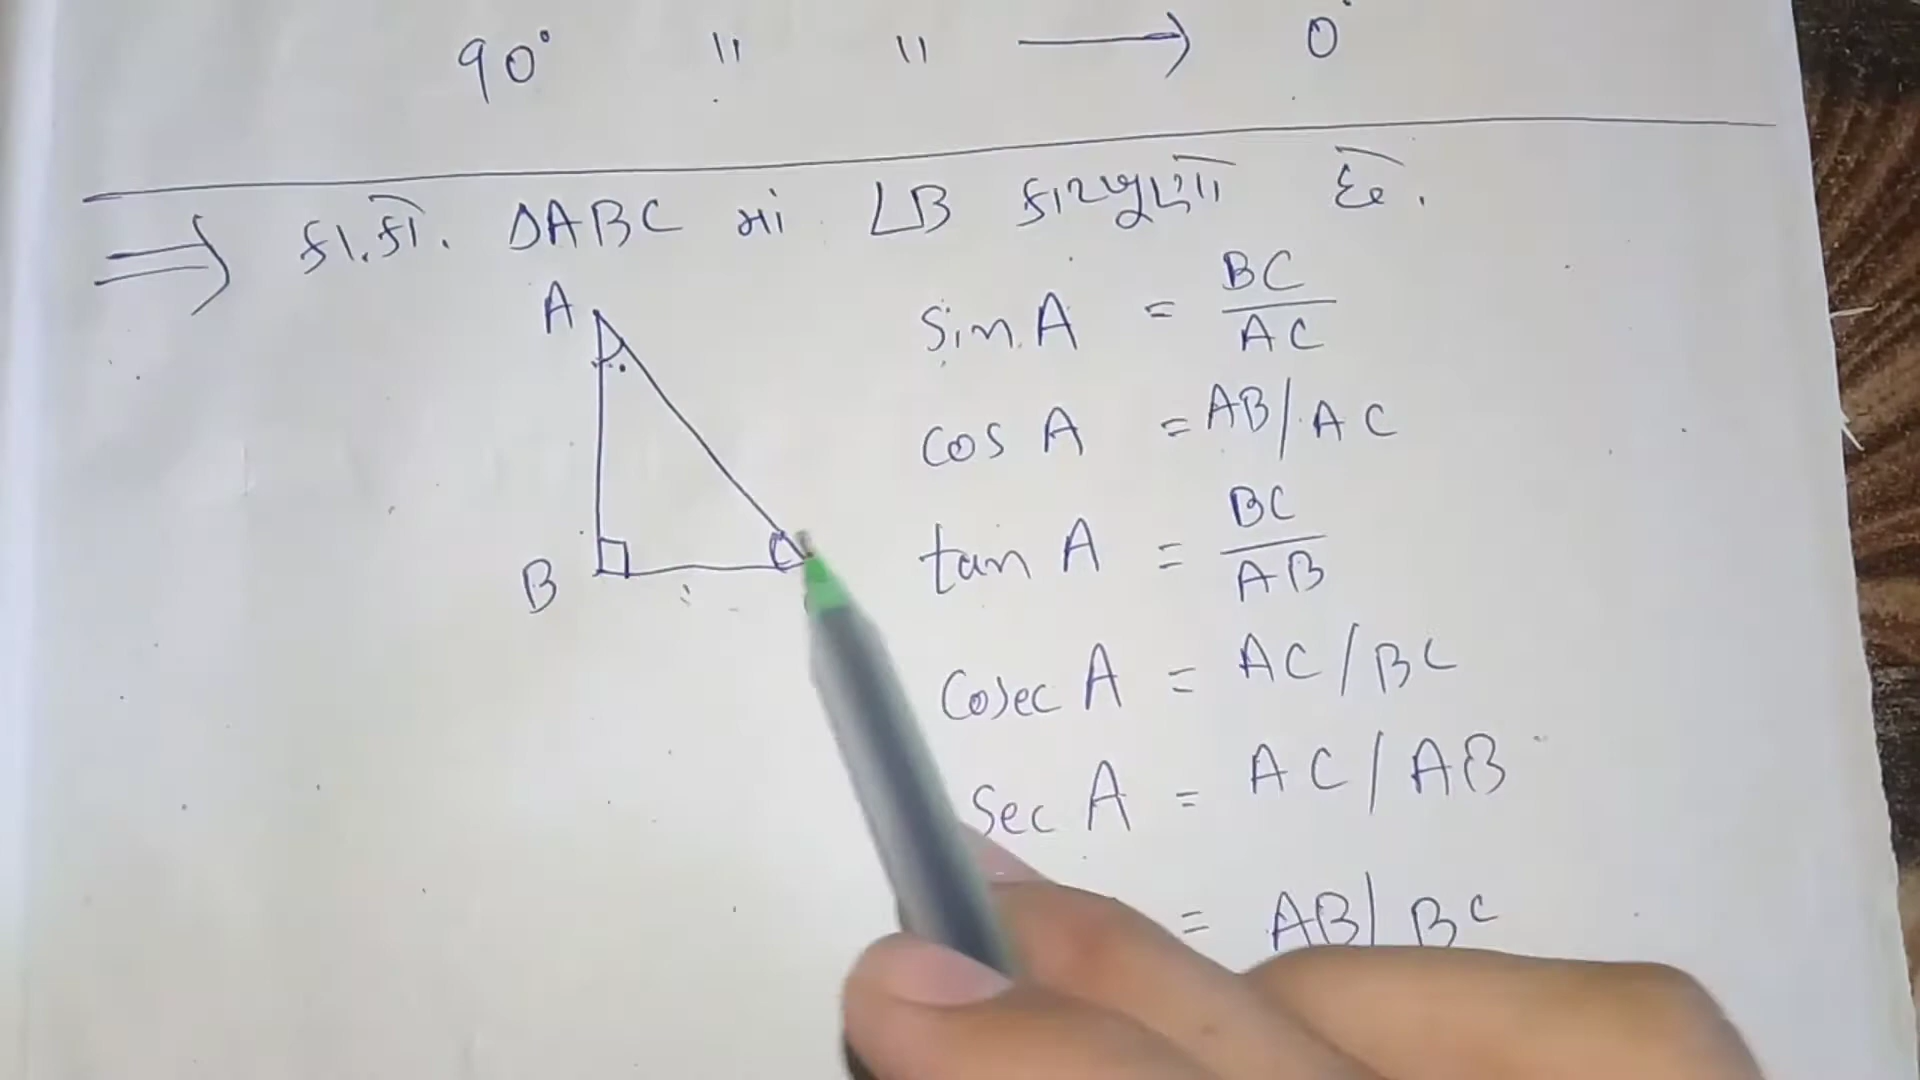 90° " " ⟶ 0°
⇒ કા.કો. ΔABC માં ∠B કાટખૂણો છે.
A
B
sin A = BC/AC
cos A = AB/AC
tan A = BC/AB
Cosec A = AC/BC
Sec A = AC/AB
= AB/BC